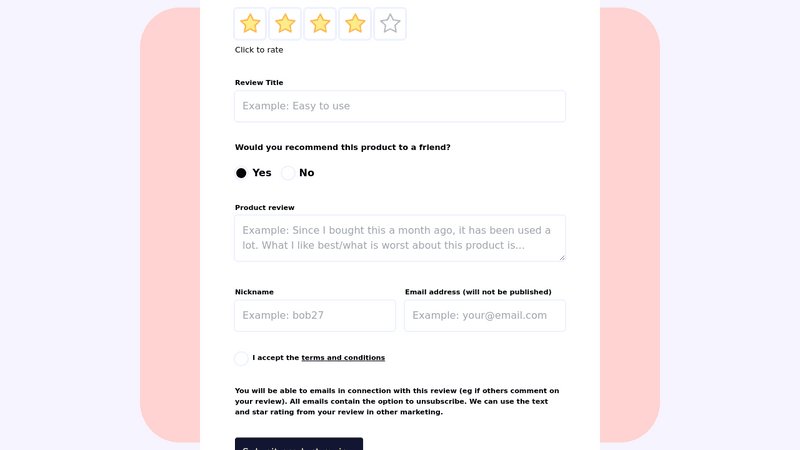 Click to rate
Review Title
Example: Easy to use
Would you recommend this product to a friend?
Yes No
Product review
Example: Since I bought this a month ago, it has been used a
lot. What I like best/what is worst about this product is...
Nickname Email address (will not be published)
Example: bob27 Example: your@email.com
I accept the terms and conditions
You will be able to emails in connection with this review (eg if others comment on
your review). All emails contain the option to unsubscribe. We can use the text
and star rating from your review in other marketing.